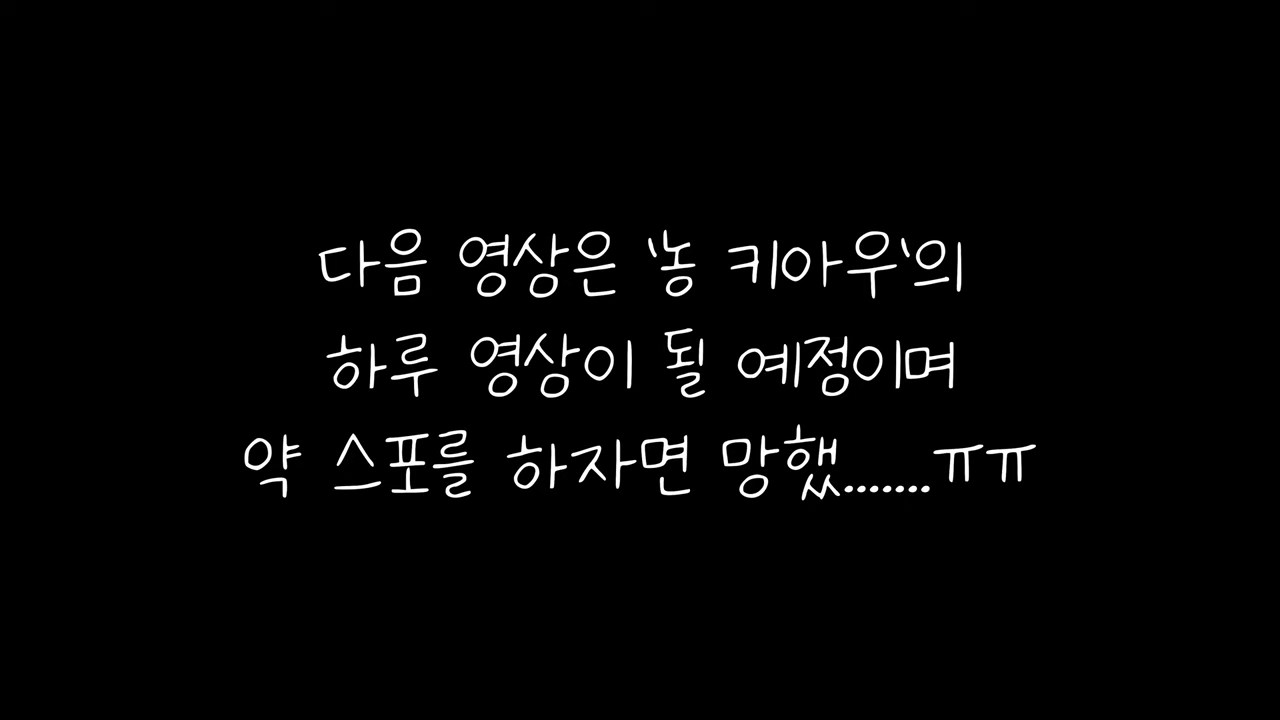 다음 영상은 '농 키아우'의
하루 영상이 될 예정이며
약 스포를 하자면 망했.......ㅠㅠ